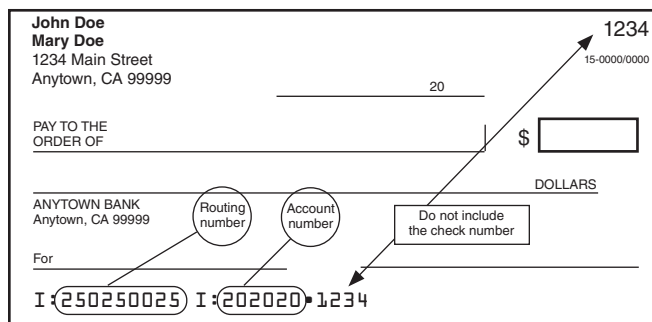 John Doe
Mary Doe
1234 Main Street
Anytown, CA 99999
1234
15-0000/0000
20
PAY TO THE
ORDER OF
$
DOLLARS
ANYTOWN BANK
Anytown, CA 99999
Routing
number
Account
number
Do not include
the check number
For
I:250250025 I:202020•1234